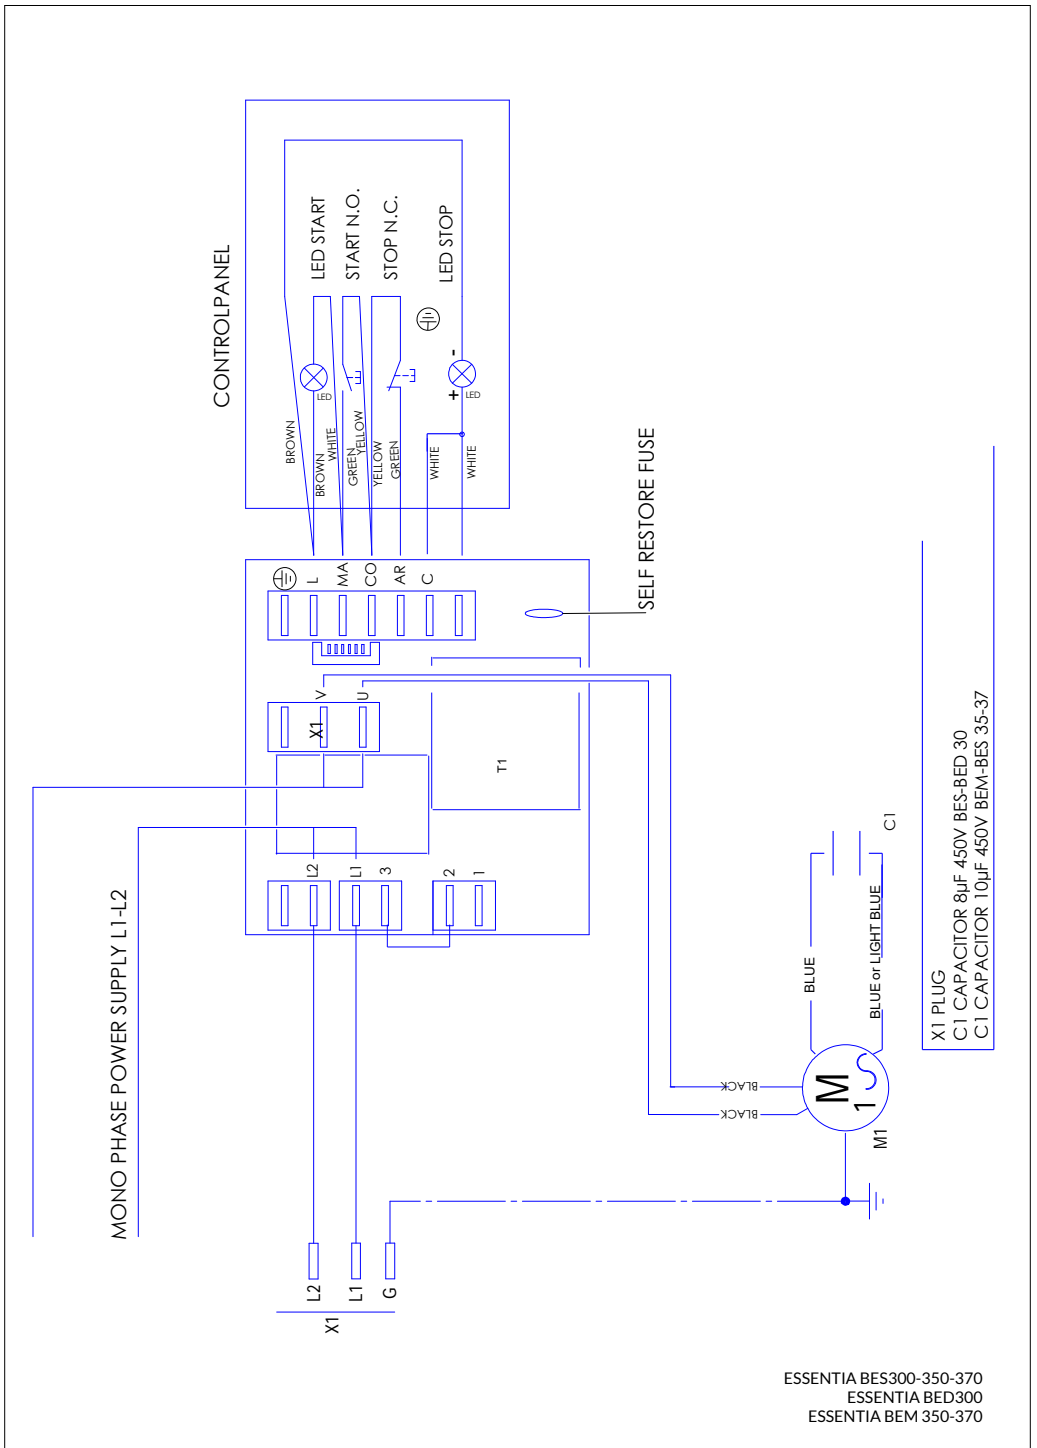 CONTROLPANEL
LED START
START N.O.
STOP N.C.
LED STOP
LED
- 
+
LED
BROWN
BROWN
WHITE
GREEN
YELLOW
YELLOW
GREEN
WHITE
WHITE
SELF RESTORE FUSE
L
MA
CO
AR
C
V
X1
U
T1
L2
L1
3
2
1
MONO PHASE POWER SUPPLY L1-L2
BLACK
BLACK
BLUE
BLUE or LIGHT BLUE
C1
M
1
M1
X1 PLUG
C1 CAPACITOR 8µF 450V BES-BED 30
C1 CAPACITOR 10µF 450V BEM-BES 35-37
L2
L1
G
X1
ESSENTIA BES300-350-370
ESSENTIA BED300
ESSENTIA BEM 350-370